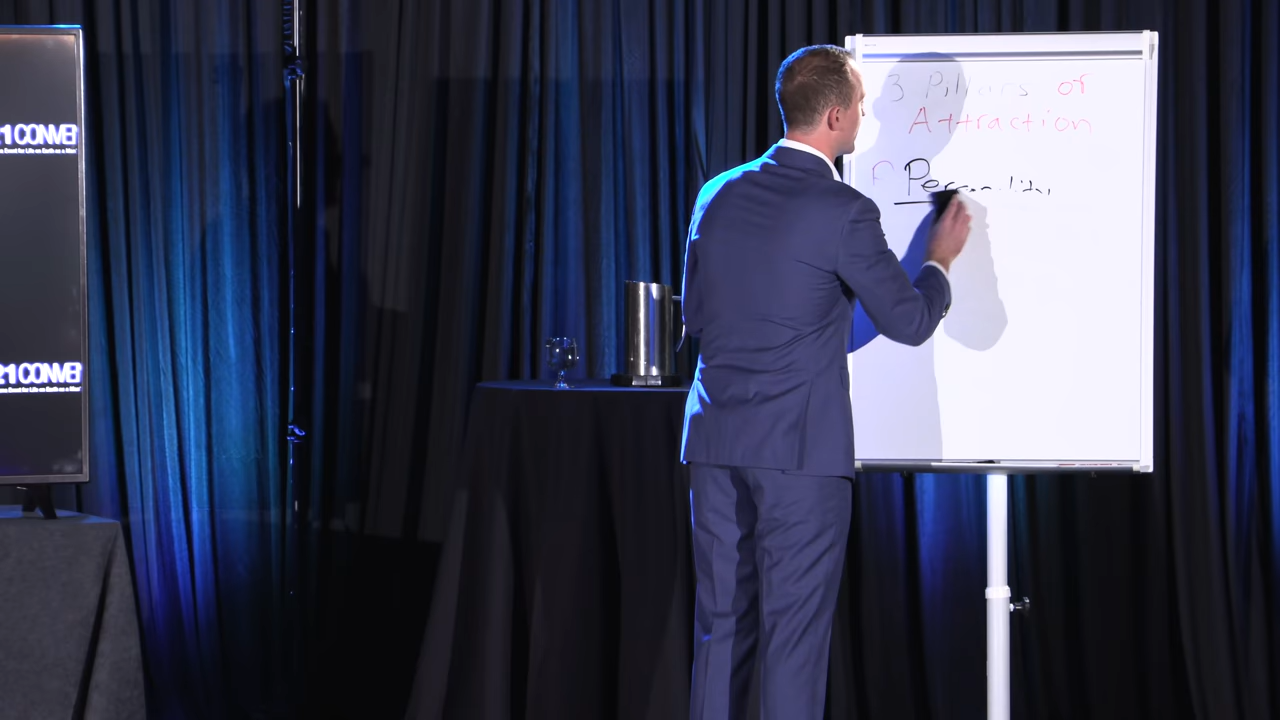 21 CONVE
3 Pillars of
Attraction
P Personality
21 CONVE